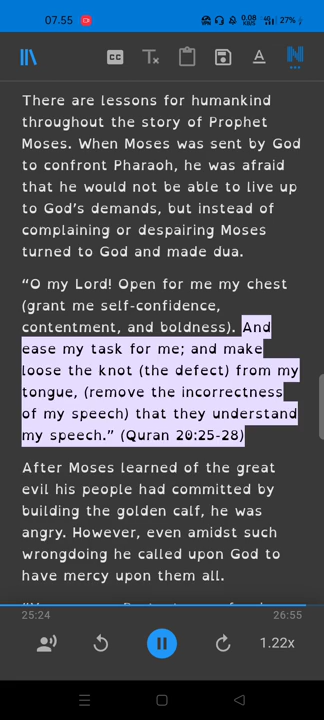 07.55
0.08
KB/S
4G
27%
CC
There are lessons for humankind
throughout the story of Prophet
Moses. When Moses was sent by God
to confront Pharaoh, he was afraid
that he would not be able to live up
to God's demands, but instead of
complaining or despairing Moses
turned to God and made dua.
“O my Lord! Open for me my chest
(grant me self-confidence,
contentment, and boldness). And
ease my task for me; and make
loose the knot (the defect) from my
tongue, (remove the incorrectness
of my speech) that they understand
my speech.” (Quran 20:25-28)
After Moses learned of the great
evil his people had committed by
building the golden calf, he was
angry. However, even amidst such
wrongdoing he called upon God to
have mercy upon them all.
25:24
26:55
1.22x